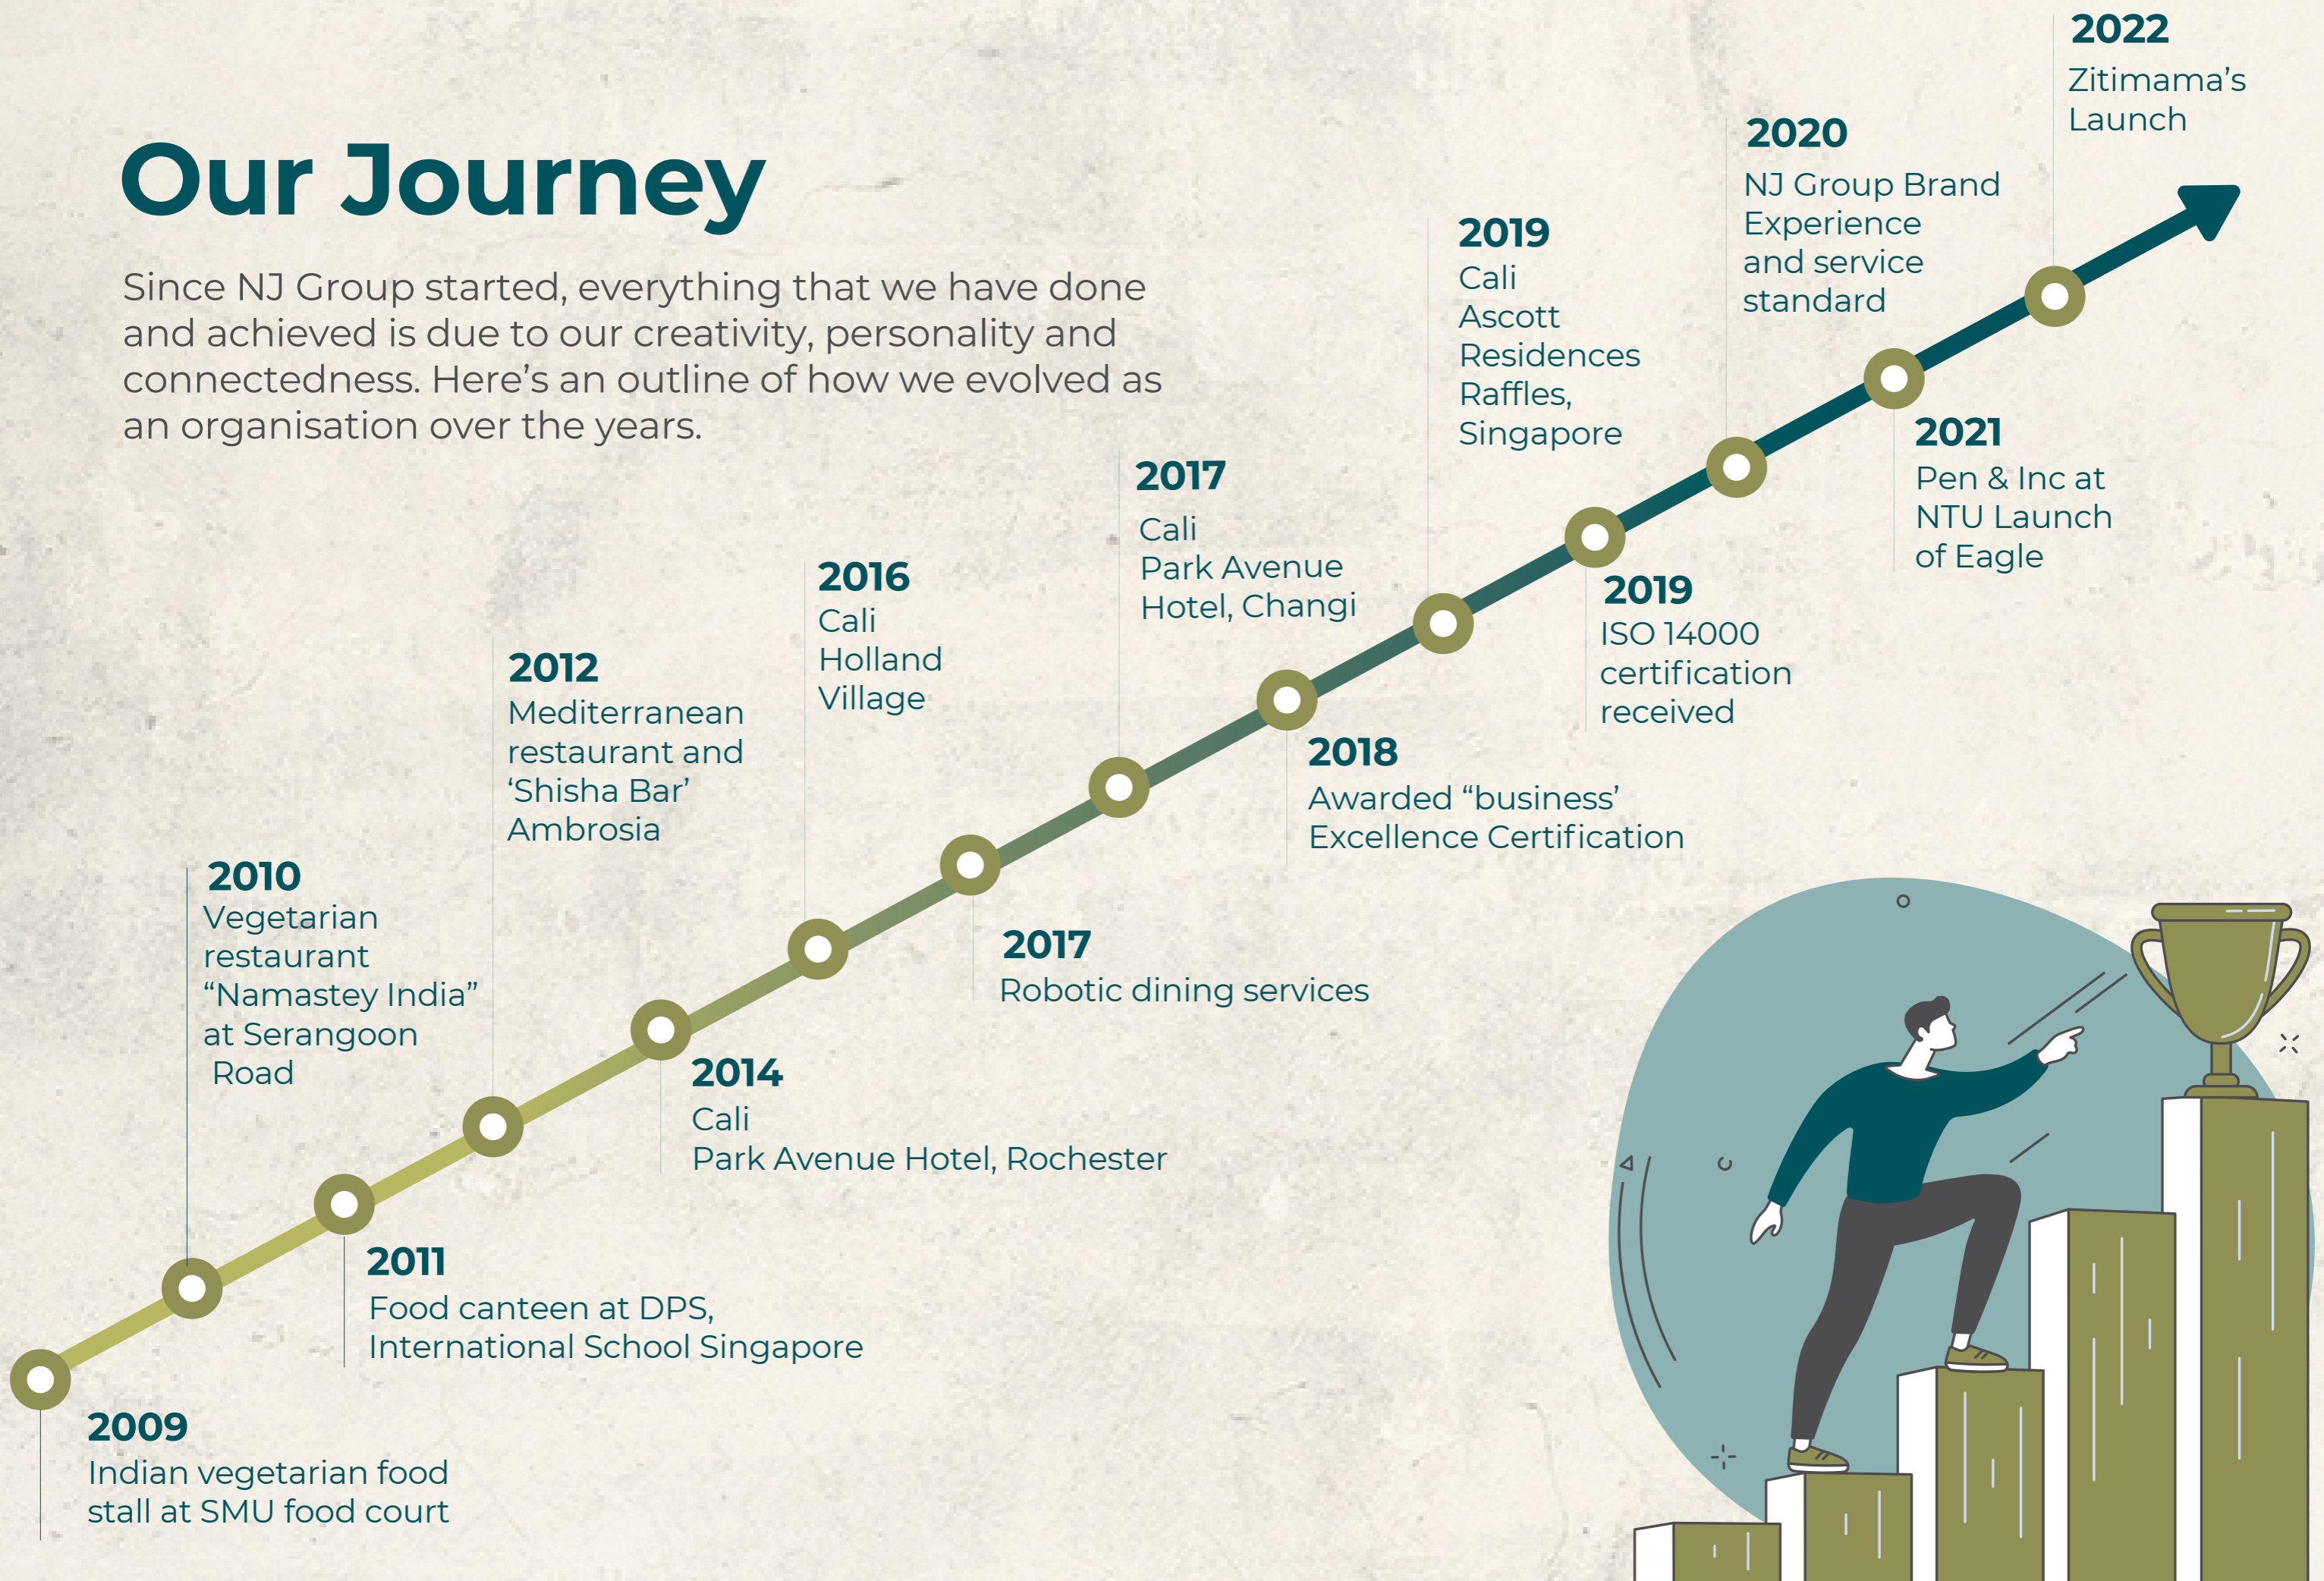 Our Journey
Since NJ Group started, everything that we have done
and achieved is due to our creativity, personality and
connectedness. Here’s an outline of how we evolved as
an organisation over the years.
2009
Indian vegetarian food
stall at SMU food court
2010
Vegetarian
restaurant
“Namastey India”
at Serangoon
Road
2011
Food canteen at DPS,
International School Singapore
2012
Mediterranean
restaurant and
‘Shisha Bar’
Ambrosia
2014
Cali
Park Avenue Hotel, Rochester
2016
Cali
Holland
Village
2017
Robotic dining services
2017
Cali
Park Avenue
Hotel, Changi
2018
Awarded “business’
Excellence Certification
2019
Cali
Ascott
Residences
Raffles,
Singapore
2019
ISO 14000
certification
received
2020
NJ Group Brand
Experience
and service
standard
2021
Pen & Inc at
NTU Launch
of Eagle
2022
Zitimama’s
Launch